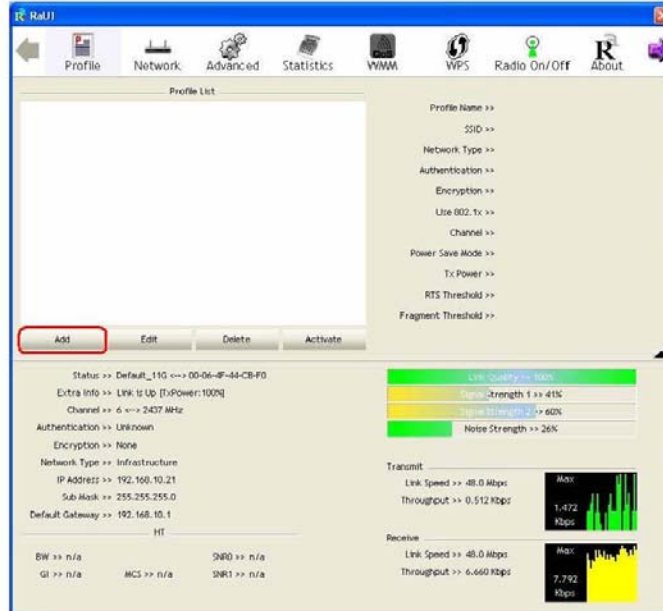 RaUI
Profile Network Advanced Statistics WMM WPS Radio On/Off About
QoS
Profile List
Profile Name >>
SSID >>
Network Type >>
Authentication >>
Encryption >>
Use 802.1x >>
Channel >>
Power Save Mode >>
Tx Power >>
RTS Threshold >>
Fragment Threshold >>
Add Edit Delete Activate
Status >> Default_11G <--> 00-06-4F-44-CB-F0
Extra Info >> Link is Up [TxPower:100%]
Channel >> 6 <--> 2437 MHz
Authentication >> Unknown
Encryption >> None
Network Type >> Infrastructure
IP Address >> 192.168.10.21
Sub Mask >> 255.255.255.0
Default Gateway >> 192.168.10.1
HT
BW >> n/a SNR0 >> n/a
GI >> n/a MCS >> n/a SNR1 >> n/a
Link Quality >> 100%
Signal Strength 1 >> 41%
Signal Strength 2 >> 60%
Noise Strength >> 26%
Transmit
Link Speed >> 48.0 Mbps
Throughput >> 0.512 Kbps
Max
1.472
Kbps
Receive
Link Speed >> 48.0 Mbps
Throughput >> 6.660 Kbps
Max
7.792
Kbps